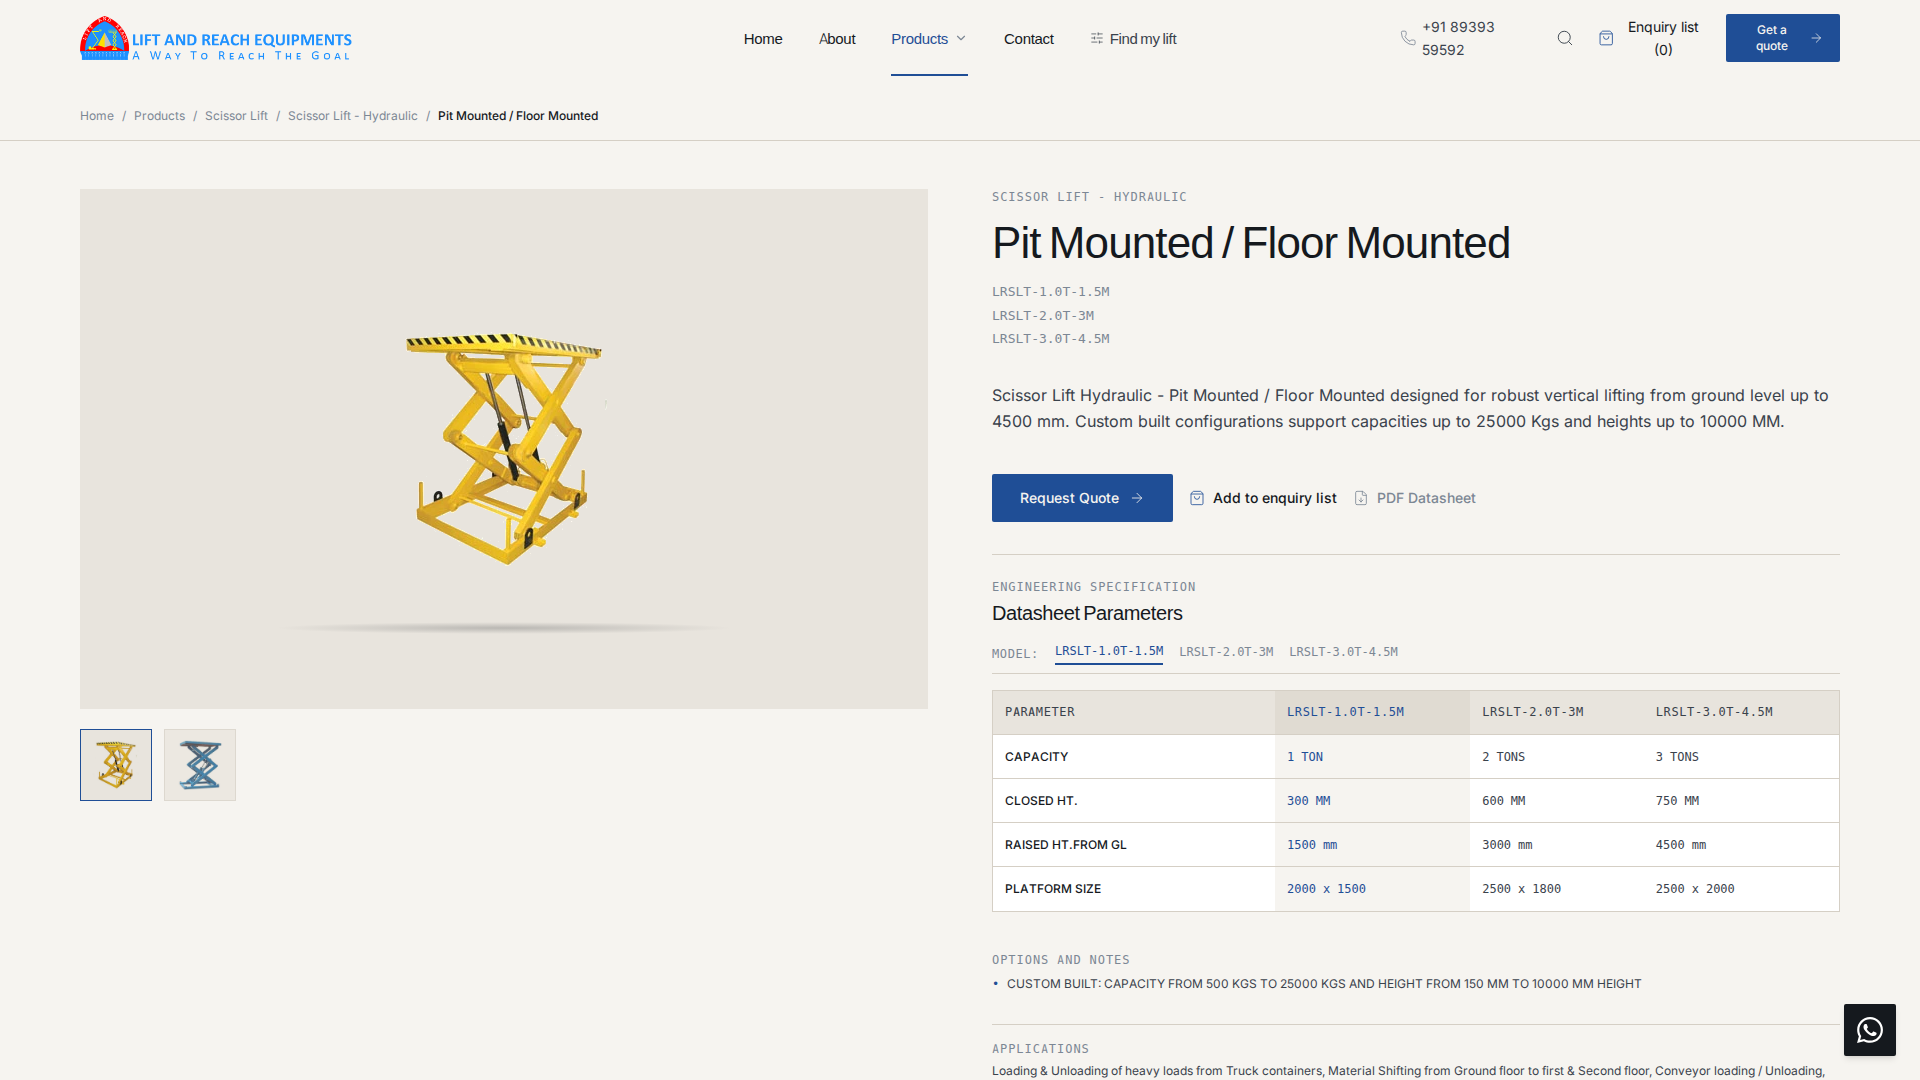 LIFT AND REACH EQUIPMENTS
A WAY TO REACH THE GOAL
Home
About
Products
Contact
Find my lift
+91 89393
59592
Enquiry list
(0)
Get a
quote
Home / Products / Scissor Lift / Scissor Lift - Hydraulic / Pit Mounted / Floor Mounted
SCISSOR LIFT - HYDRAULIC
Pit Mounted / Floor Mounted
LRSLT-1.0T-1.5M
LRSLT-2.0T-3M
LRSLT-3.0T-4.5M
Scissor Lift Hydraulic - Pit Mounted / Floor Mounted designed for robust vertical lifting from ground level up to
4500 mm. Custom built configurations support capacities up to 25000 Kgs and heights up to 10000 MM.
Request Quote
Add to enquiry list
PDF Datasheet
ENGINEERING SPECIFICATION
Datasheet Parameters
MODEL: LRSLT-1.0T-1.5M LRSLT-2.0T-3M LRSLT-3.0T-4.5M
PARAMETER LRSLT-1.0T-1.5M LRSLT-2.0T-3M LRSLT-3.0T-4.5M
CAPACITY 1 TON 2 TONS 3 TONS
CLOSED HT. 300 MM 600 MM 750 MM
RAISED HT.FROM GL 1500 mm 3000 mm 4500 mm
PLATFORM SIZE 2000 x 1500 2500 x 1800 2500 x 2000
OPTIONS AND NOTES
• CUSTOM BUILT: CAPACITY FROM 500 KGS TO 25000 KGS AND HEIGHT FROM 150 MM TO 10000 MM HEIGHT
APPLICATIONS
Loading & Unloading of heavy loads from Truck containers, Material Shifting from Ground floor to first & Second floor, Conveyor loading / Unloading,